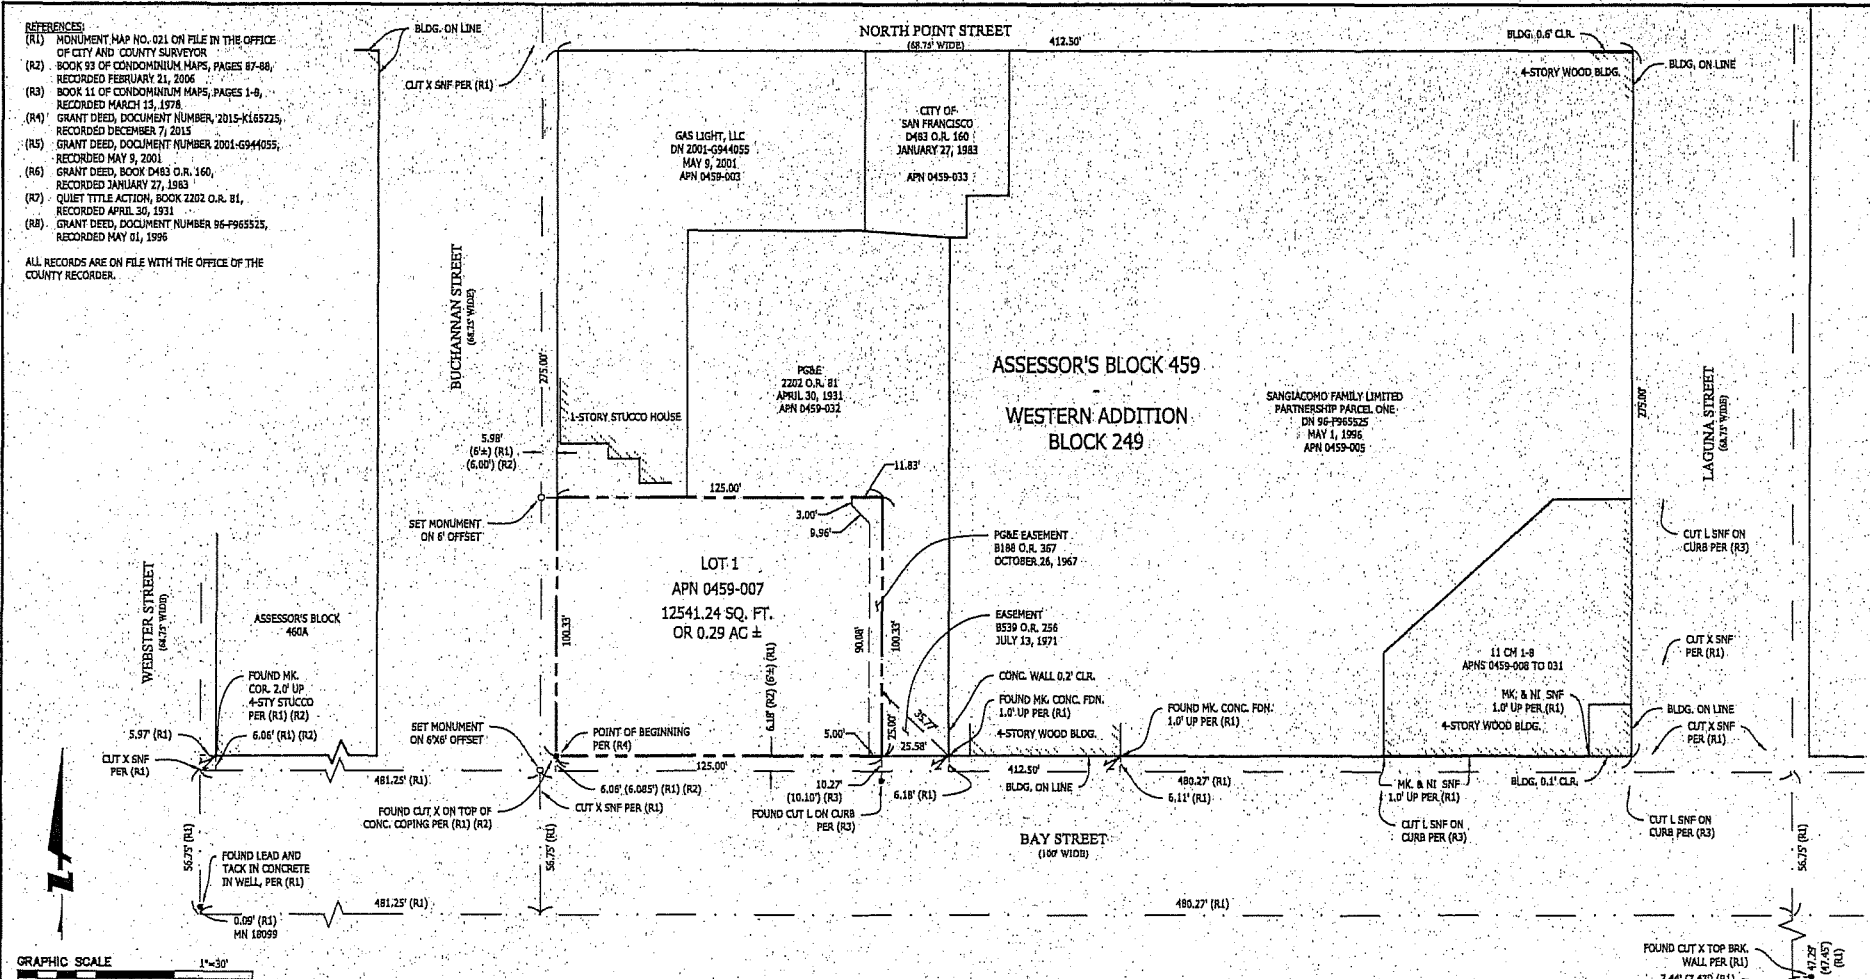 REFERENCES:
(R1) MONUMENT MAP NO. 021 ON FILE IN THE OFFICE
OF CITY AND COUNTY SURVEYOR
(R2) BOOK 93 OF CONDOMINIUM MAPS, PAGES 87-88,
RECORDED FEBRUARY 21, 2006
(R3) BOOK 11 OF CONDOMINIUM MAPS, PAGES 1-8,
RECORDED MARCH 13, 1978
(R4) GRANT DEED, DOCUMENT NUMBER, 2015-K165225,
RECORDED DECEMBER 7, 2015
(R5) GRANT DEED, DOCUMENT NUMBER 2001-G944055,
RECORDED MAY 9, 2001
(R6) GRANT DEED, BOOK D483 O.R. 160,
RECORDED JANUARY 27, 1983
(R7) QUIET TITLE ACTION, BOOK 2202 O.R. 81,
RECORDED APRIL 30, 1931
(R8) GRANT DEED, DOCUMENT NUMBER 96-F965525,
RECORDED MAY 01, 1996
ALL RECORDS ARE ON FILE WITH THE OFFICE OF THE
COUNTY RECORDER.
BLDG. ON LINE
CUT X SNF PER (R1)
NORTH POINT STREET
(68.75' WIDE)
412.50'
BLDG. 0.6' CLR.
4-STORY WOOD BLDG.
BLDG. ON LINE
GAS LIGHT, LLC
DN 2001-G944055
MAY 9, 2001
APN 0459-003
CITY OF
SAN FRANCISCO
D483 O.R. 160
JANUARY 27, 1983
APN 0459-033
BUCHANNAN STREET
(68.75' WIDE)
275.00'
PG&E
2202 O.R. 81
APRIL 30, 1931
APN 0459-032
ASSESSOR'S BLOCK 459
-
WESTERN ADDITION
BLOCK 249
SANGIACOMO FAMILY LIMITED
PARTNERSHIP PARCEL ONE
DN 96-F965525
MAY 1, 1996
APN 0459-005
275.00'
LAGUNA STREET
(68.75' WIDE)
1-STORY STUCCO HOUSE
5.98'
(6'±) (R1)
(6.00') (R2)
125.00'
11.83'
3.00'
9.96'
SET MONUMENT
ON 6' OFFSET
PG&E EASEMENT
B188 O.R. 367
OCTOBER 26, 1967
CUT L SNF ON
CURB PER (R3)
LOT 1
APN 0459-007
12541.24 SQ. FT.
OR 0.29 AC ±
100.33'
90.08'
100.33'
6.18' (R2) (6'±) (R1)
EASEMENT
B539 O.R. 256
JULY 13, 1971
WEBSTER STREET
(68.75' WIDE)
ASSESSOR'S BLOCK
460A
CUT X SNF
PER (R1)
11 CM 1-8
APNS 0459-008 TO 031
FOUND MK.
COR. 2.0' UP
4-STY STUCCO
PER (R1) (R2)
CONC. WALL 0.2' CLR.
FOUND MK. CONC. FDN.
1.0' UP PER (R1)
FOUND MK. CONC. FDN.
1.0' UP PER (R1)
MK. & NI SNF
1.0' UP PER (R1)
BLDG. ON LINE
5.97' (R1)
6.06' (R1) (R2)
SET MONUMENT
ON 6'X6' OFFSET
POINT OF BEGINNING
PER (R4)
5.00'
25.00'
35.77'
25.58'
4-STORY WOOD BLDG.
4-STORY WOOD BLDG.
CUT X SNF
PER (R1)
CUT X SNF
PER (R1)
481.25' (R1)
125.00'
412.50'
480.27' (R1)
BLDG. 0.1' CLR.
6.06' (6.085') (R1) (R2)
10.27'
(10.10') (R3)
6.18' (R1)
BLDG. ON LINE
6.11' (R1)
MK. & NI SNF
1.0' UP PER (R1)
FOUND CUT X ON TOP OF
CONC. COPING PER (R1) (R2)
CUT X SNF PER (R1)
FOUND CUT L ON CURB
PER (R3)
CUT L SNF ON
CURB PER (R3)
CUT L SNF ON
CURB PER (R3)
BAY STREET
(100' WIDE)
56.75' (R1)
56.75' (R1)
56.75' (R1)
FOUND LEAD AND
TACK IN CONCRETE
IN WELL, PER (R1)
481.25' (R1)
480.27' (R1)
0.09' (R1)
MN 18099
FOUND CUT X TOP BRK.
WALL PER (R1)
47.29'
(47.45')
(R1)
GRAPHIC SCALE 1"=30'